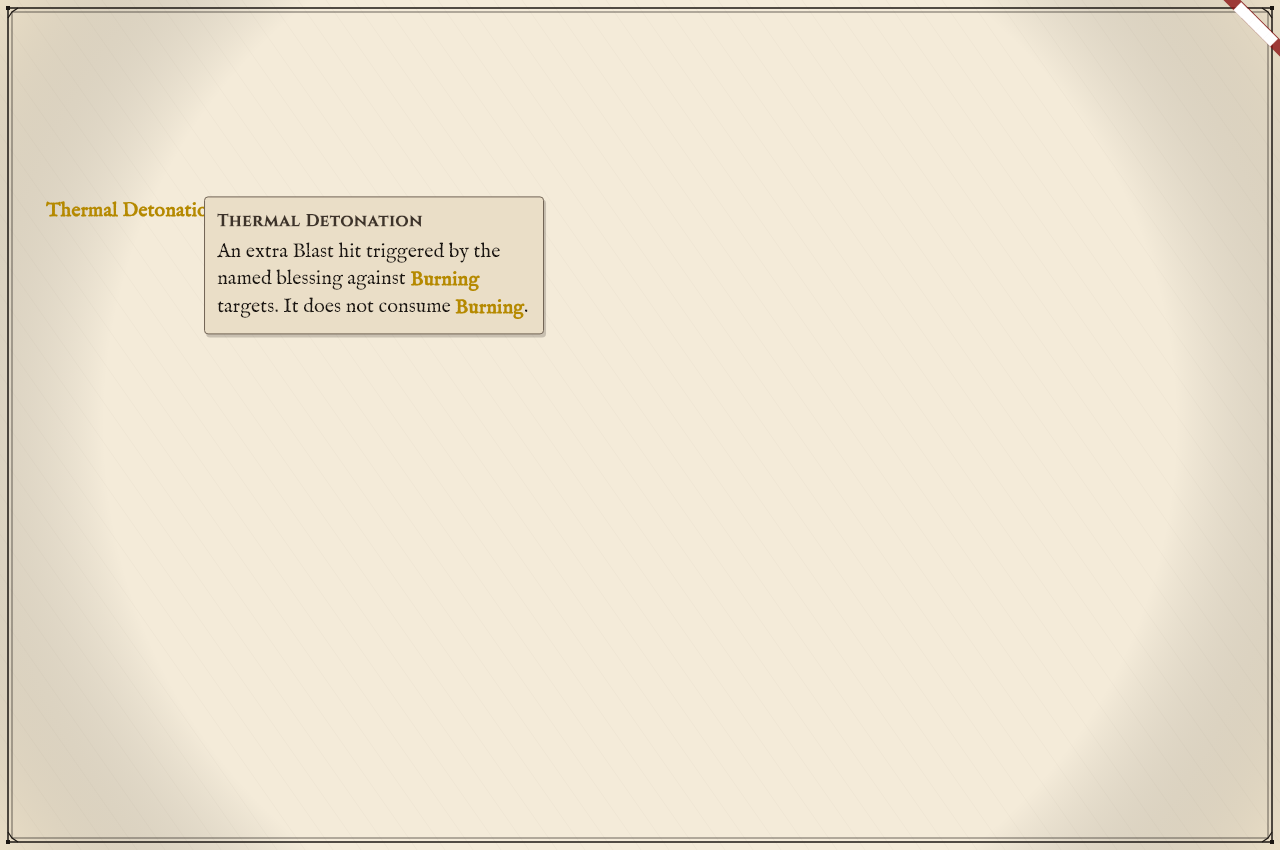 Thermal Detonatio
THERMAL DETONATION
An extra Blast hit triggered by the
named blessing against Burning
targets. It does not consume Burning.